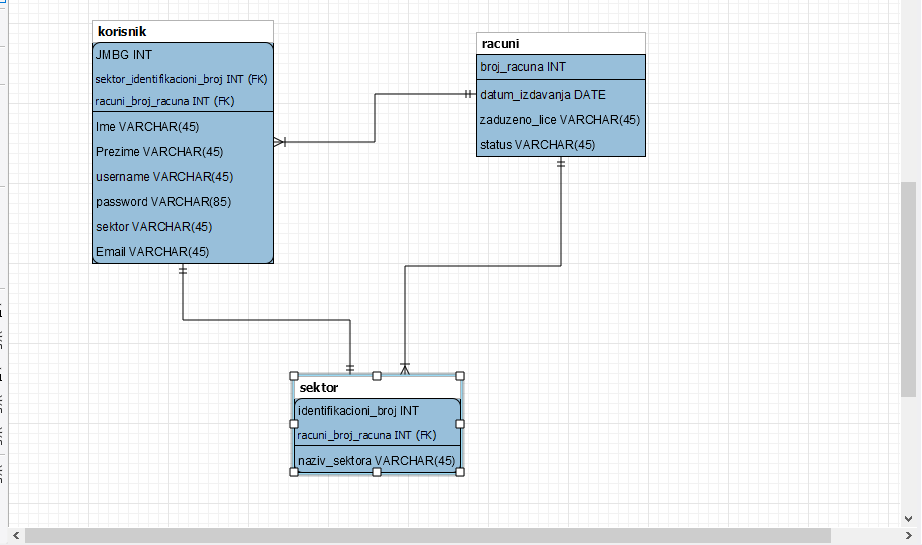 korisnik
JMBG INT
sektor_identifikacioni_broj INT (FK)
racuni_broj_racuna INT (FK)
Ime VARCHAR(45)
Prezime VARCHAR(45)
username VARCHAR(45)
password VARCHAR(85)
sektor VARCHAR(45)
Email VARCHAR(45)
racuni
broj_racuna INT
datum_izdavanja DATE
zaduzeno_lice VARCHAR(45)
status VARCHAR(45)
sektor
identifikacioni_broj INT
racuni_broj_racuna INT (FK)
naziv_sektora VARCHAR(45)